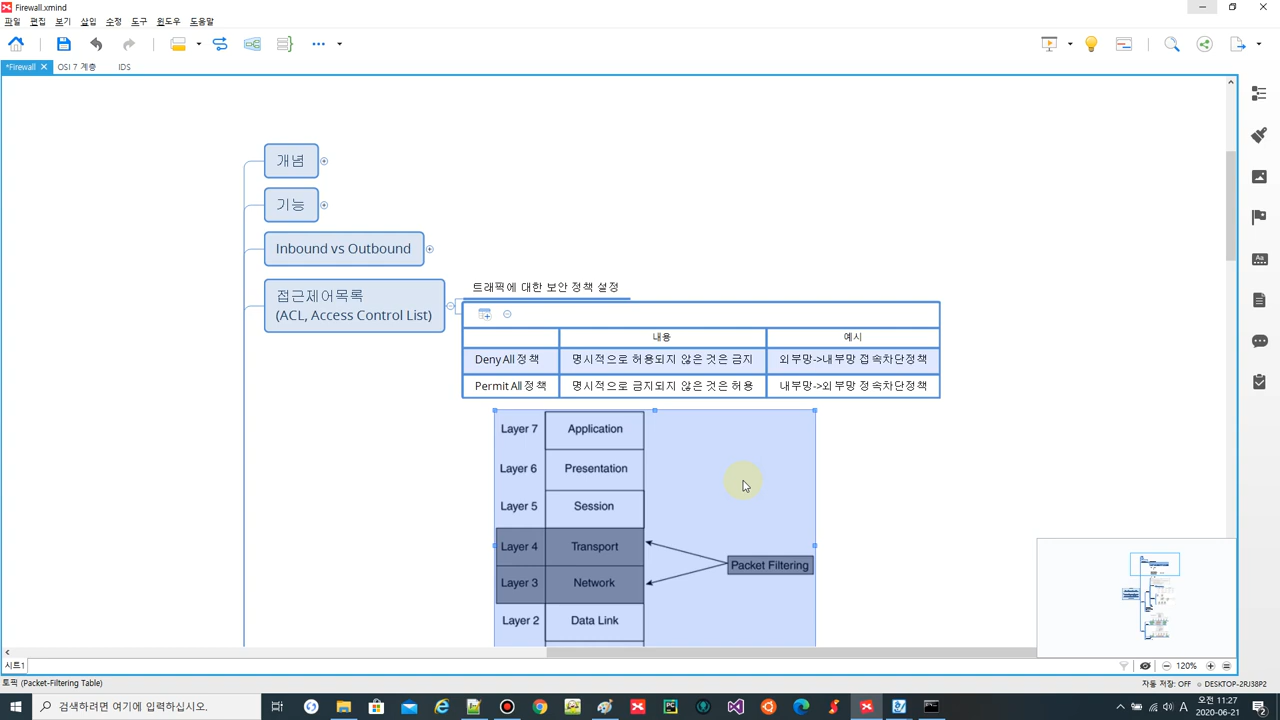 Firewall.xmind
파일 편집 보기 삽입 수정 도구 윈도우 도움말
*Firewall OSI 7 계층 IDS
개념
기능
Inbound vs Outbound
접근제어목록
(ACL, Access Control List)
트래픽에 대한 보안 정책 설정
내용 예시
Deny All 정책 명시적으로 허용되지 않은 것은 금지 외부망->내부망 접속차단정책
Permit All 정책 명시적으로 금지되지 않은 것은 허용 내부망->외부망 정속차단정책
Layer 7 Application
Layer 6 Presentation
Layer 5 Session
Layer 4 Transport
Packet Filtering
Layer 3 Network
Layer 2 Data Link
시트1
120%
토픽 (Packet-Filtering Table)
자동 저장: OFF DESKTOP-2RJ38P2
검색하려면 여기에 입력하십시오.
A
오전 11:27
2020-06-21
2